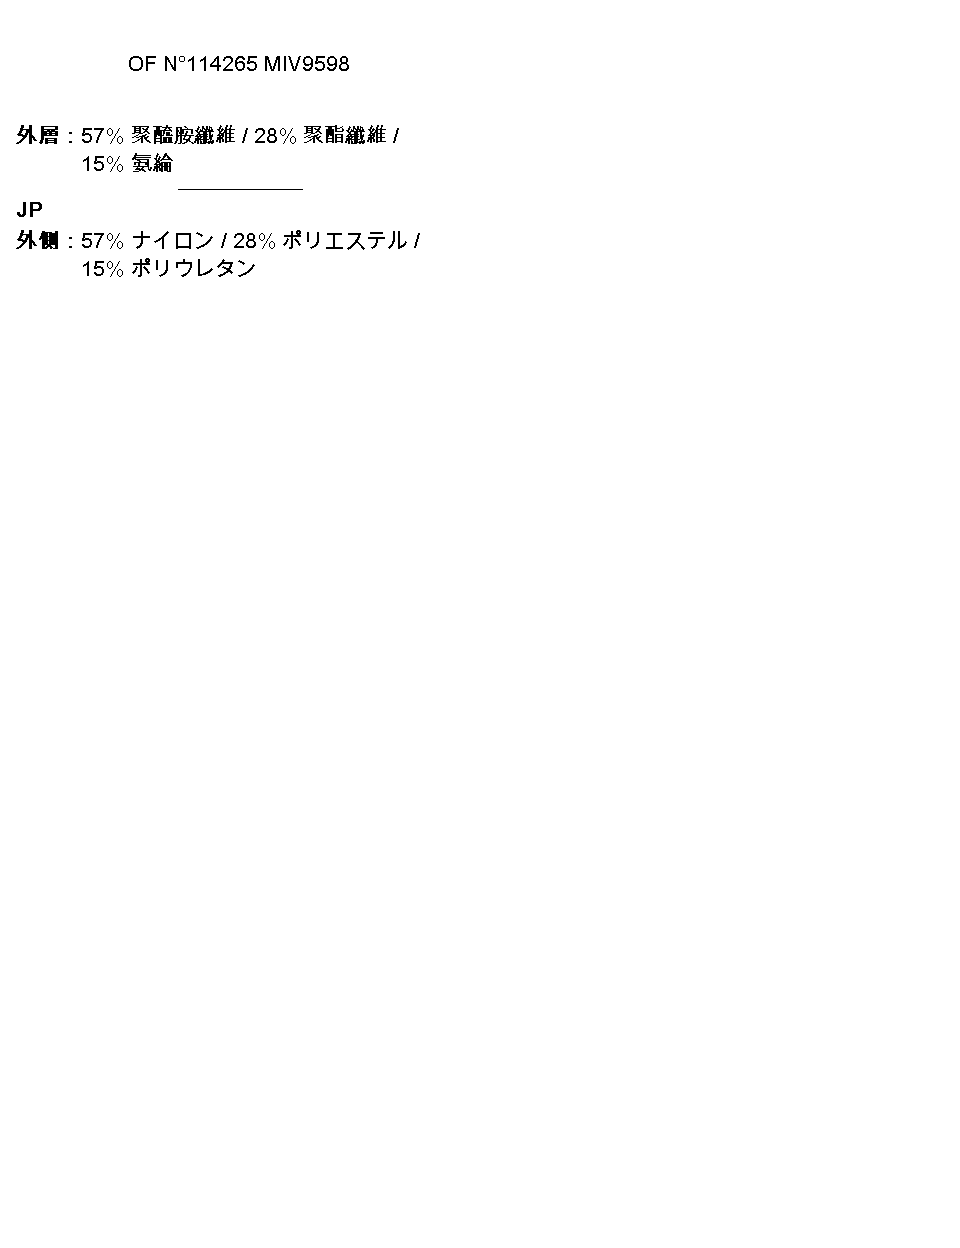 OF N°114265 MIV9598
外層 : 57% 聚醯胺纖維 / 28% 聚酯纖維 /
15% 氨綸
JP
外側 : 57% ナイロン / 28% ポリエステル /
15% ポリウレタン